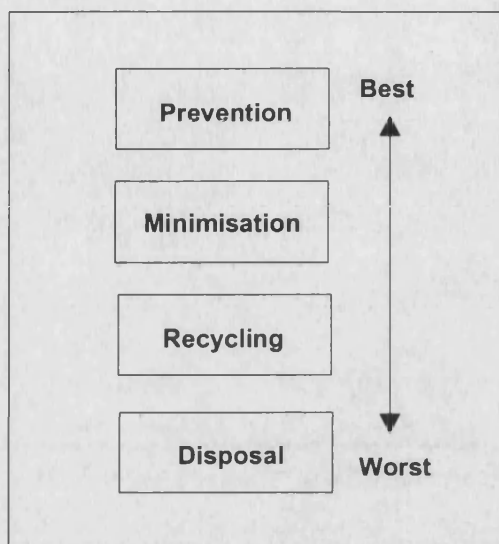 Best
Prevention
Minimisation
Recycling
Disposal
Worst